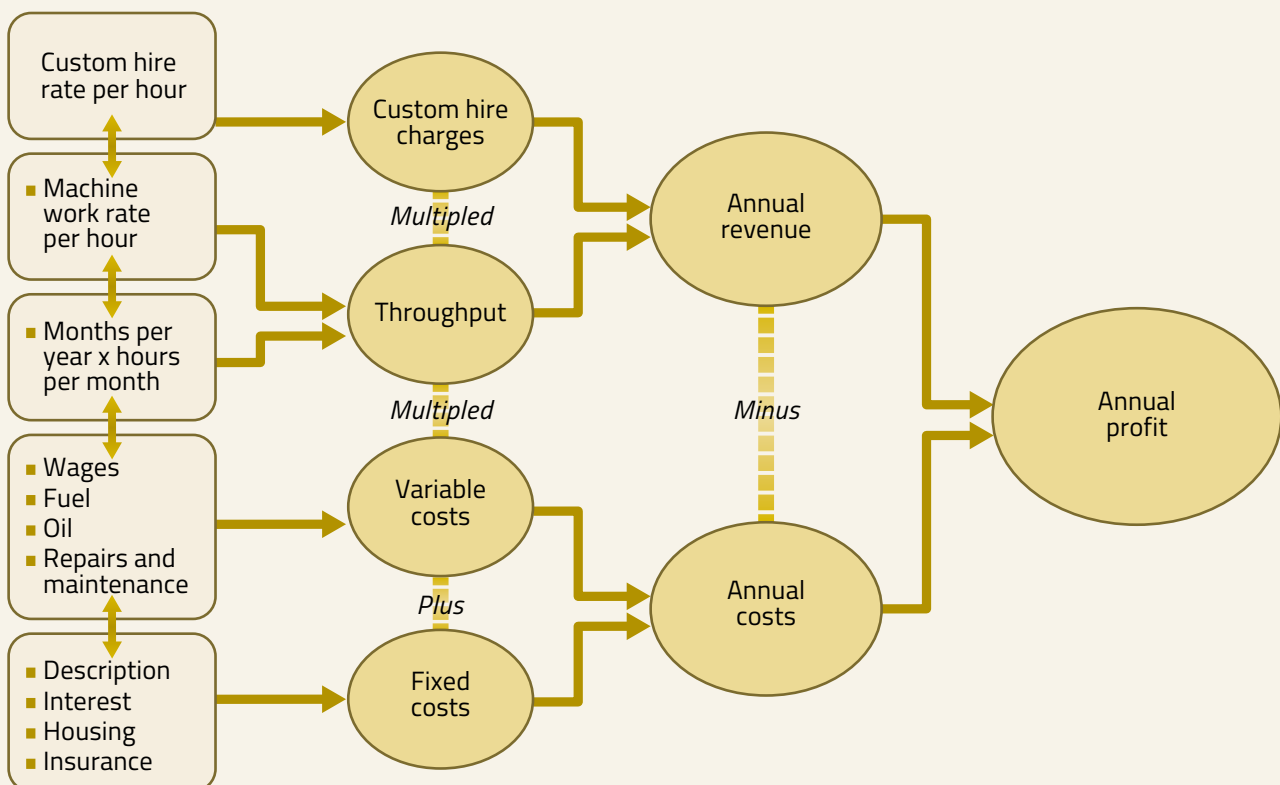 Custom hire
rate per hour
Machine
work rate
per hour
Months per
year x hours
per month
Wages
Fuel
Oil
Repairs and
maintenance
Description
Interest
Housing
Insurance
Custom hire
charges
Multipled
Throughput
Multipled
Variable
costs
Plus
Fixed
costs
Annual
revenue
Minus
Annual
costs
Annual
profit